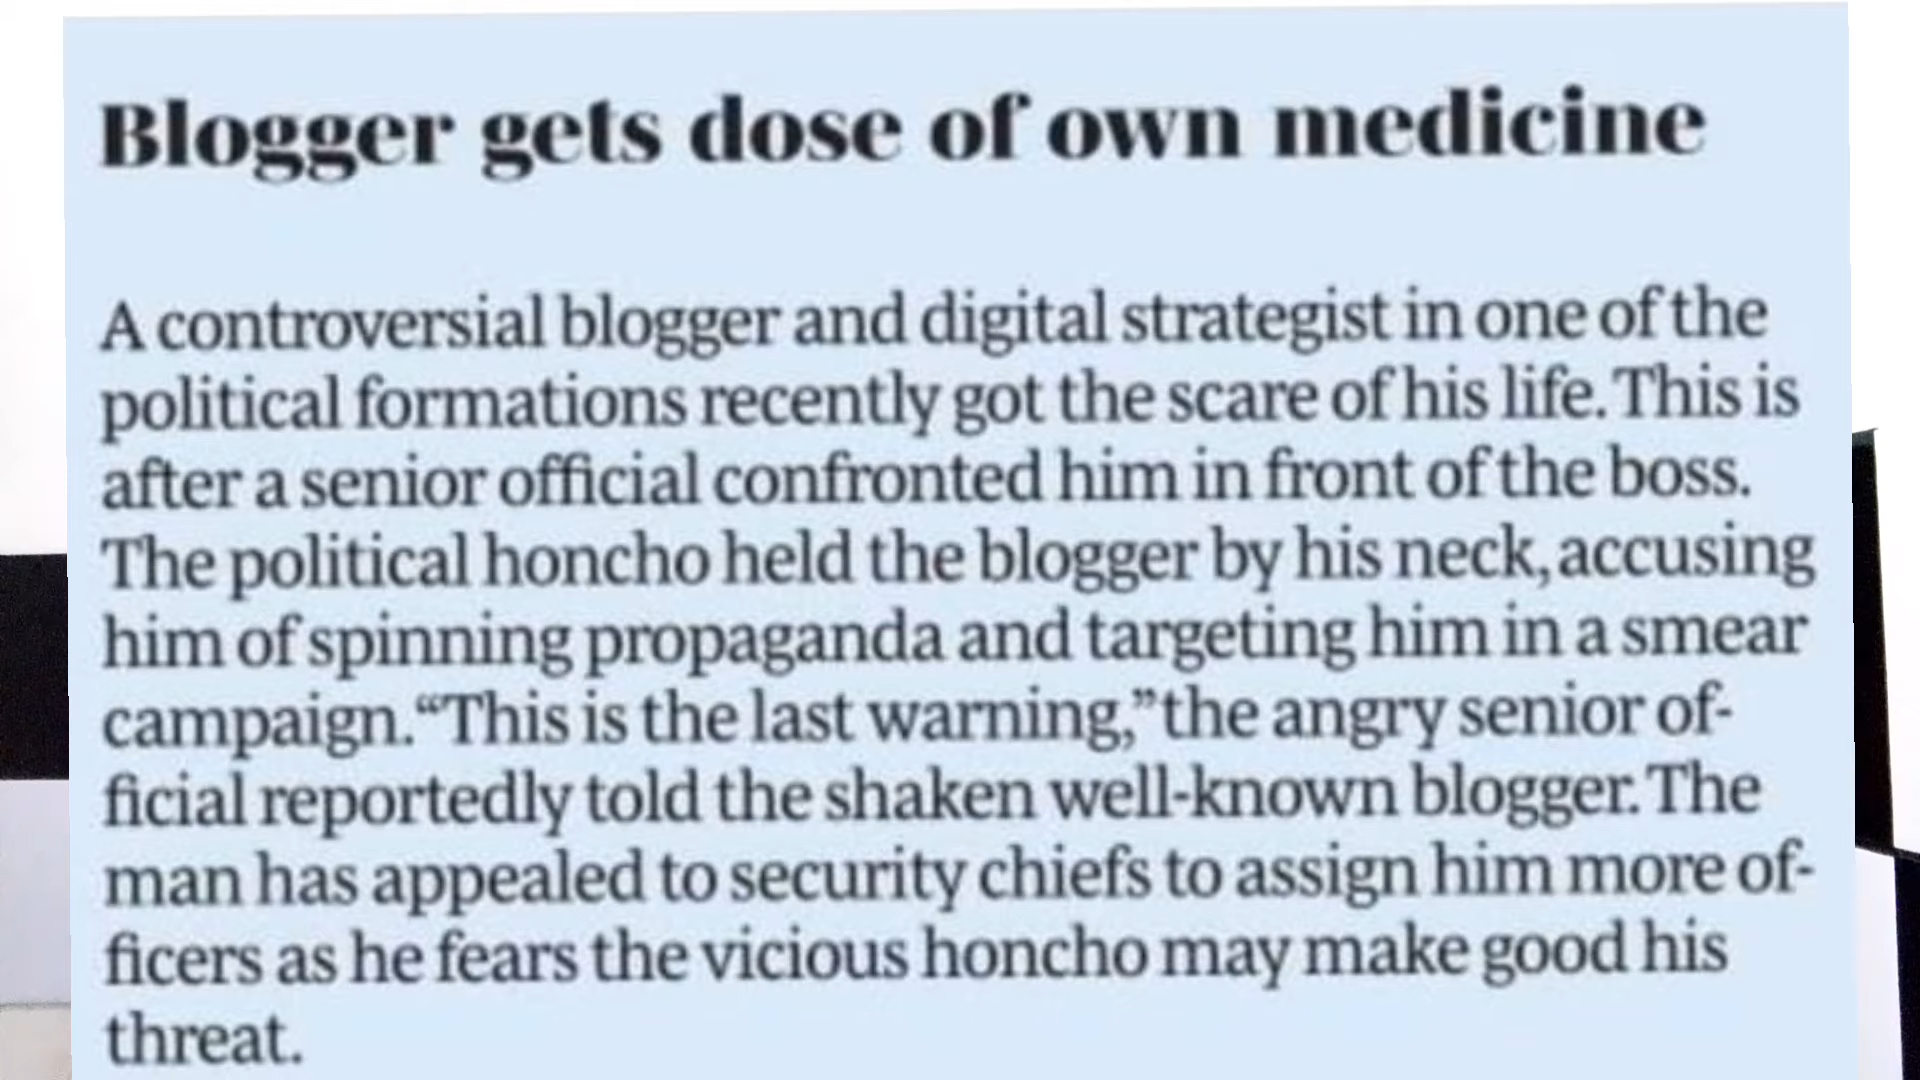 Blogger gets dose of own medicine
A controversial blogger and digital strategist in one of the
political formations recently got the scare of his life. This is
after a senior official confronted him in front of the boss.
The political honcho held the blogger by his neck, accusing
him of spinning propaganda and targeting him in a smear
campaign. “This is the last warning,” the angry senior of-
ficial reportedly told the shaken well-known blogger. The
man has appealed to security chiefs to assign him more of-
ficers as he fears the vicious honcho may make good his
threat.